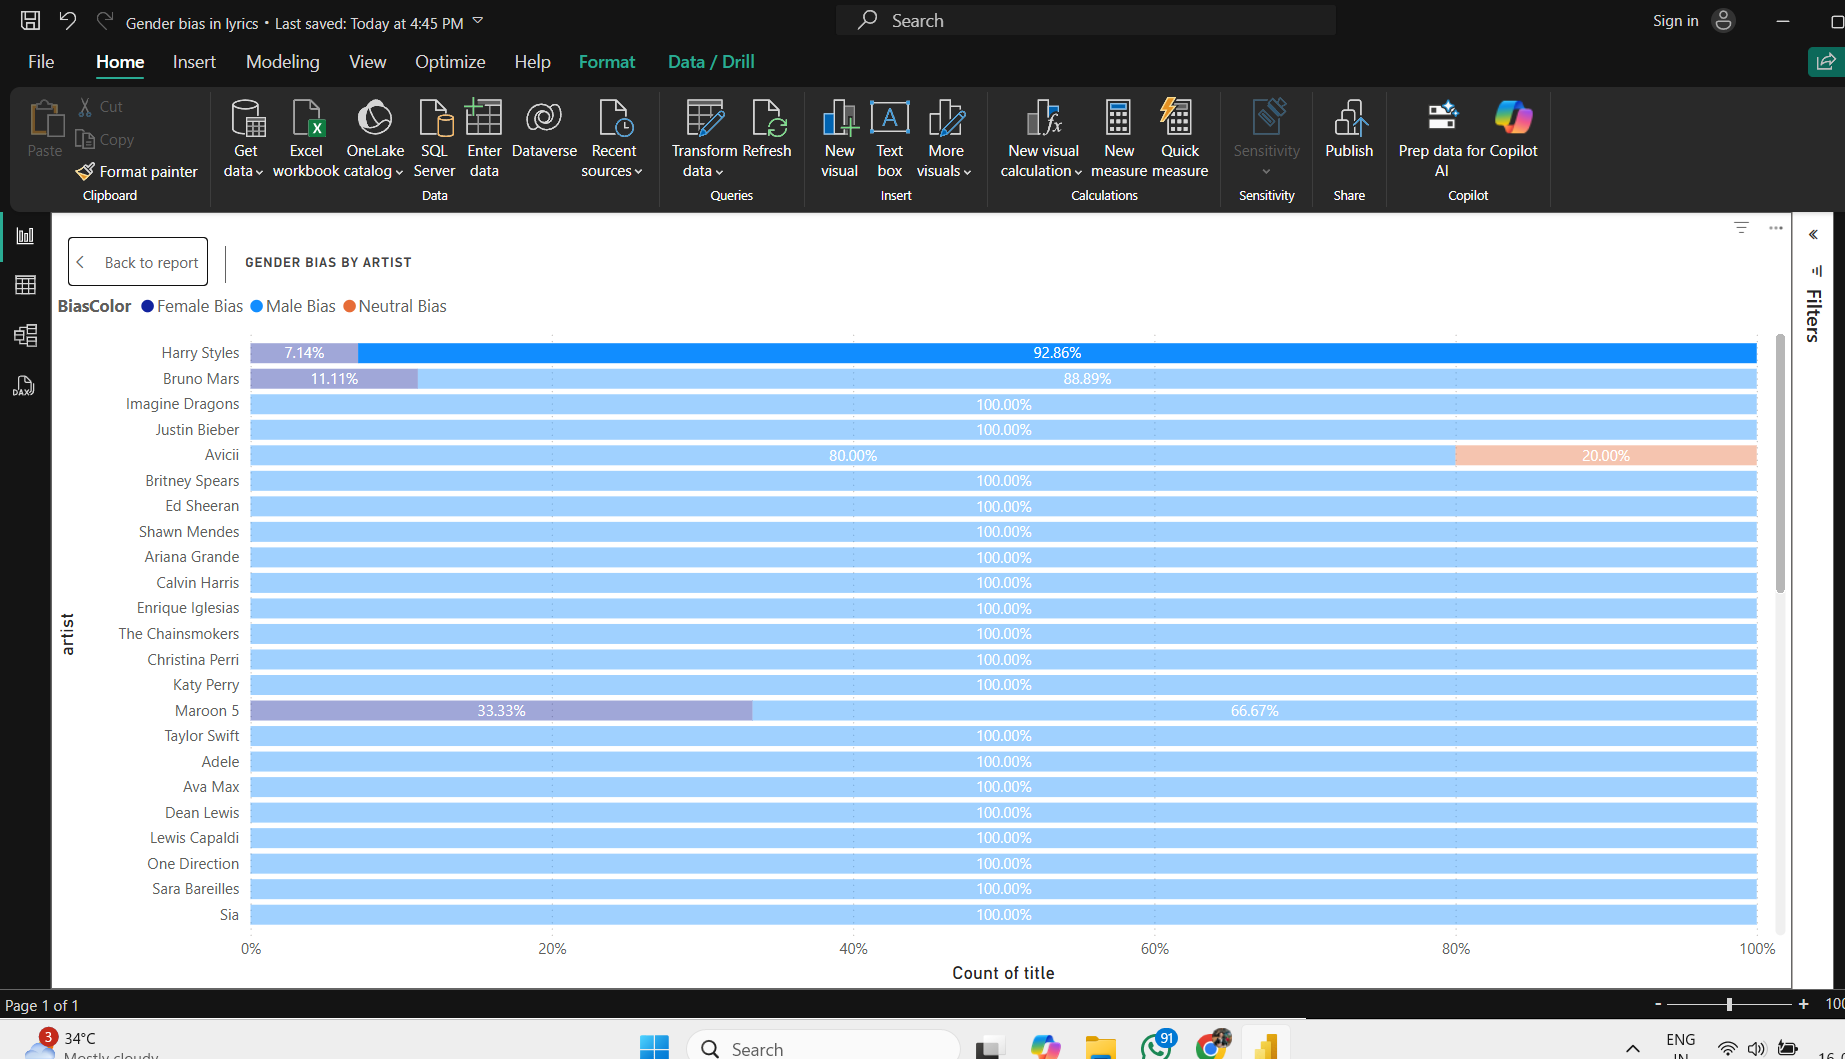 Gender bias in lyrics • Last saved: Today at 4:45 PM
Search
Sign in
File Home Insert Modeling View Optimize Help Format Data / Drill
Paste
Cut
Copy
Format painter
Clipboard
Get data
Excel workbook
OneLake catalog
SQL Server
Enter data
Dataverse
Recent sources
Data
Transform data
Refresh
Queries
New visual
Text box
More visuals
Insert
New visual calculation
New measure
Quick measure
Calculations
Sensitivity
Sensitivity
Publish
Share
Prep data for AI
Copilot
Copilot
DAX
Back to report
GENDER BIAS BY ARTIST
BiasColor Female Bias Male Bias Neutral Bias
Filters
artist
Harry Styles 7.14% 92.86%
Bruno Mars 11.11% 88.89%
Imagine Dragons 100.00%
Justin Bieber 100.00%
Avicii 80.00% 20.00%
Britney Spears 100.00%
Ed Sheeran 100.00%
Shawn Mendes 100.00%
Ariana Grande 100.00%
Calvin Harris 100.00%
Enrique Iglesias 100.00%
The Chainsmokers 100.00%
Christina Perri 100.00%
Katy Perry 100.00%
Maroon 5 33.33% 66.67%
Taylor Swift 100.00%
Adele 100.00%
Ava Max 100.00%
Dean Lewis 100.00%
Lewis Capaldi 100.00%
One Direction 100.00%
Sara Bareilles 100.00%
Sia 100.00%
0% 20% 40% 60% 80% 100%
Count of title
Page 1 of 1
- + 100
3
34°C
Mostly cloudy
Search
91
ENG
IN